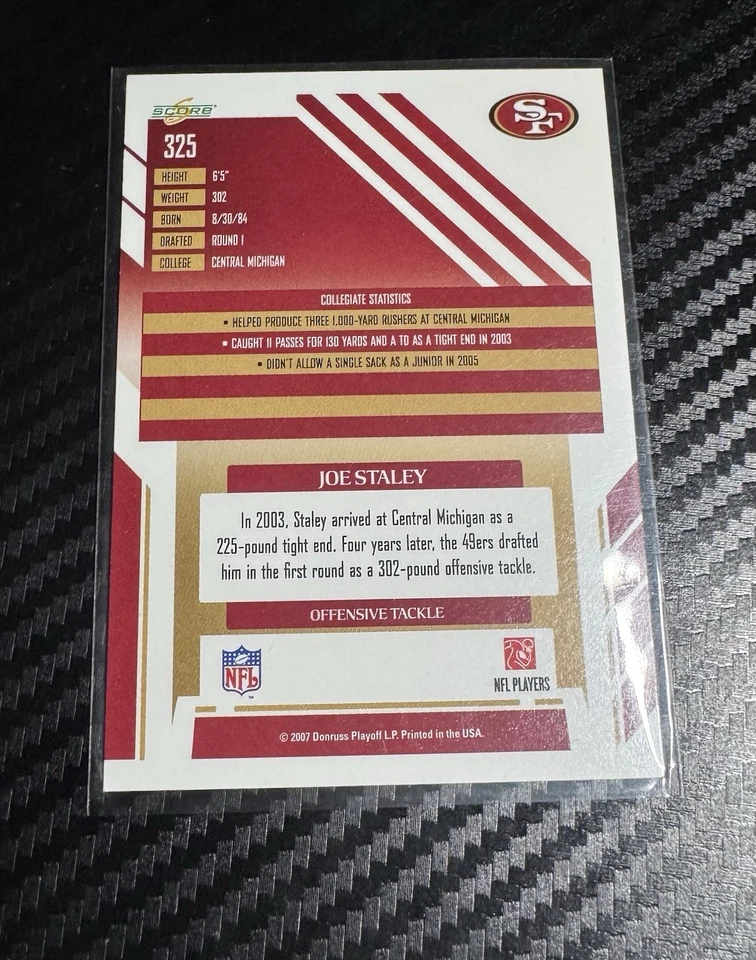 SCORE
SF
325
HEIGHT 6'5"
WEIGHT 302
BORN 8/30/84
DRAFTED ROUND 1
COLLEGE CENTRAL MICHIGAN
COLLEGIATE STATISTICS
• HELPED PRODUCE THREE 1,000-YARD RUSHERS AT CENTRAL MICHIGAN
• CAUGHT 11 PASSES FOR 130 YARDS AND A TD AS A TIGHT END IN 2003
• DIDN'T ALLOW A SINGLE SACK AS A JUNIOR IN 2005
JOE STALEY
In 2003, Staley arrived at Central Michigan as a
225-pound tight end. Four years later, the 49ers drafted
him in the first round as a 302-pound offensive tackle.
OFFENSIVE TACKLE
NFL
TM
NFL PLAYERS
© 2007 Donruss Playoff L.P. Printed in the USA.